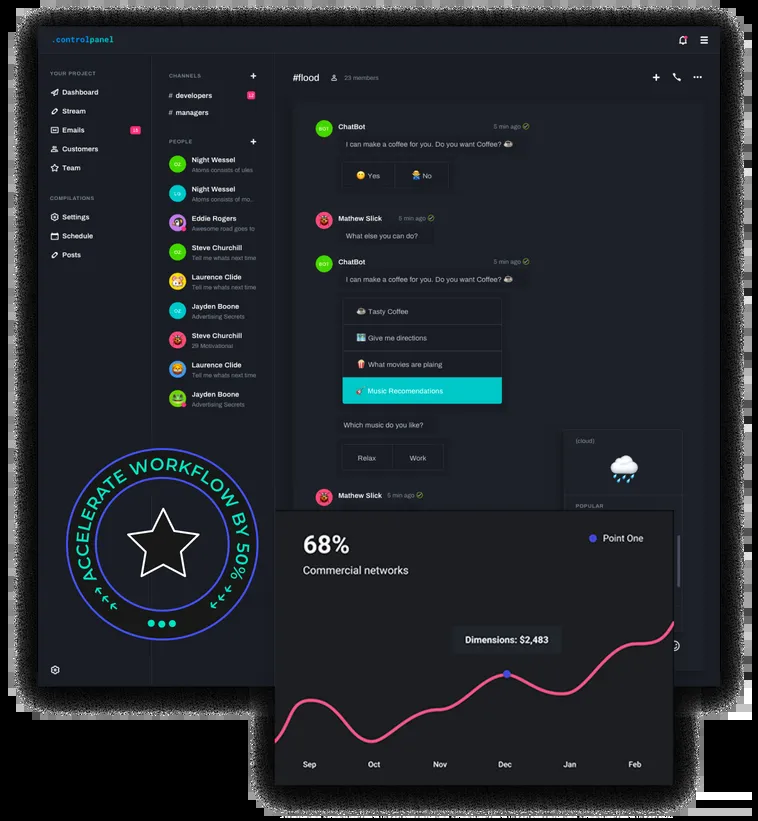 .controlpanel
YOUR PROJECT
Dashboard
Stream
Emails
Customers
Team
COMPILATIONS
Settings
Schedule
Posts
CHANNELS
+
# developers
# managers
PEOPLE
+
Night Wessel
Atoms consists of ules
Night Wessel
Atoms consists of mo..
Eddie Rogers
Awesome road goes to
Steve Churchill
Tell me whats next time
Laurence Clide
Tell me whats next time
Jayden Boone
Advertising Secrets
Steve Churchill
29 Motivational
Laurence Clide
Tell me whats next time
Jayden Boone
Advertising Secrets
#flood
23 members
BOT
ChatBot
5 min ago
I can make a coffee for you. Do you want Coffee? ☕
😶 Yes
No
Mathew Slick
5 min ago
What else you can do?
BOT
ChatBot
5 min ago
I can make a coffee for you. Do you want Coffee? ☕
☕ Tasty Coffee
🗺️ Give me directions
🍿 What movies are plaing
Music Recomendations
Which music do you like?
Relax
Work
Mathew Slick
5 min ago
{cloud}
POPULAR
ACCELERATE WORKFLOW BY 50%
68%
Commercial networks
Point One
Dimensions: $2,483
Sep
Oct
Nov
Dec
Jan
Feb